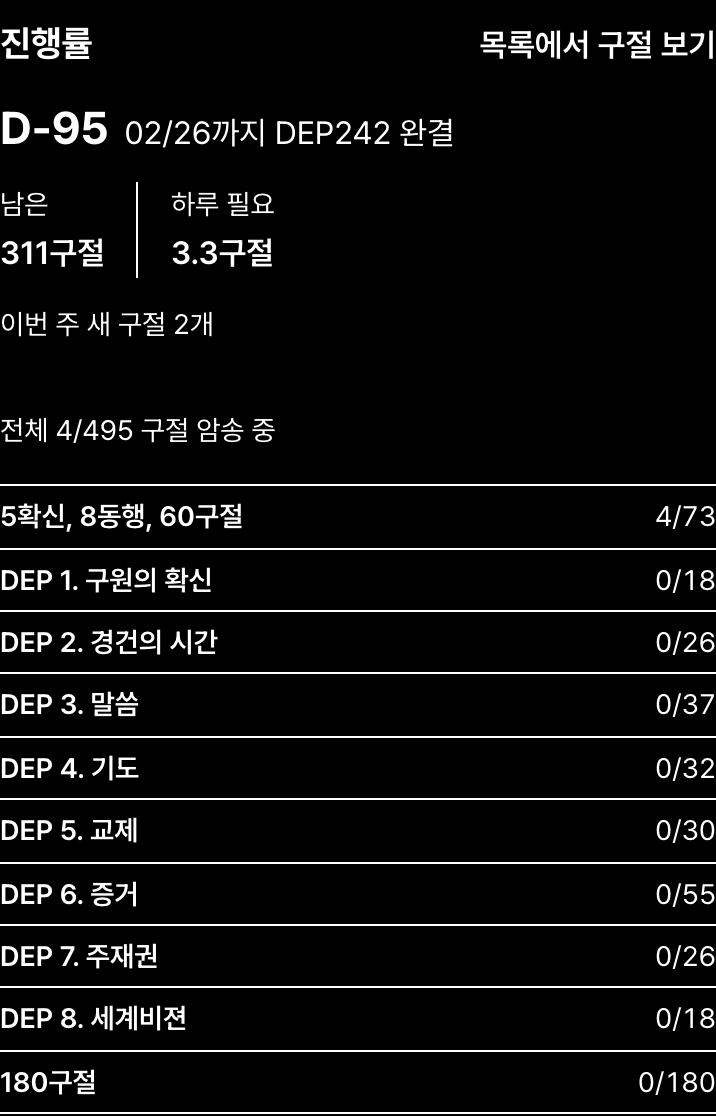 진행률
목록에서 구절 보기
D-95 02/26까지 DEP242 완결
남은
하루 필요
311구절
3.3구절
이번 주 새 구절 2개
전체 4/495 구절 암송 중
5확신, 8동행, 60구절 4/73
DEP 1. 구원의 확신 0/18
DEP 2. 경건의 시간 0/26
DEP 3. 말씀 0/37
DEP 4. 기도 0/32
DEP 5. 교제 0/30
DEP 6. 증거 0/55
DEP 7. 주재권 0/26
DEP 8. 세계비젼 0/18
180구절 0/180